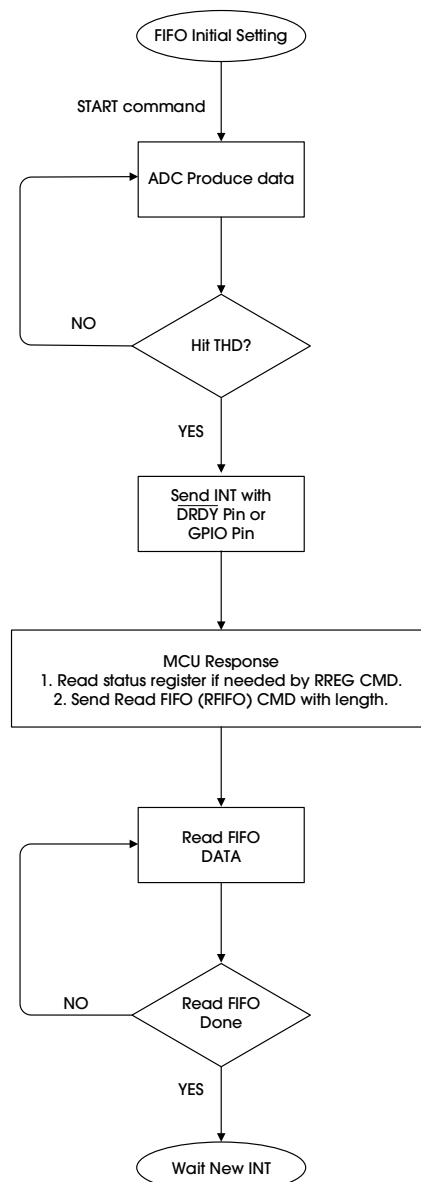 FIFO Initial Setting
START command
ADC Produce data
NO
Hit THD?
YES
Send INT with
DRDY Pin or
GPIO Pin
MCU Response
1. Read status register if needed by RREG CMD.
2. Send Read FIFO (RFIFO) CMD with length.
Read FIFO
DATA
NO
Read FIFO
Done
YES
Wait New INT